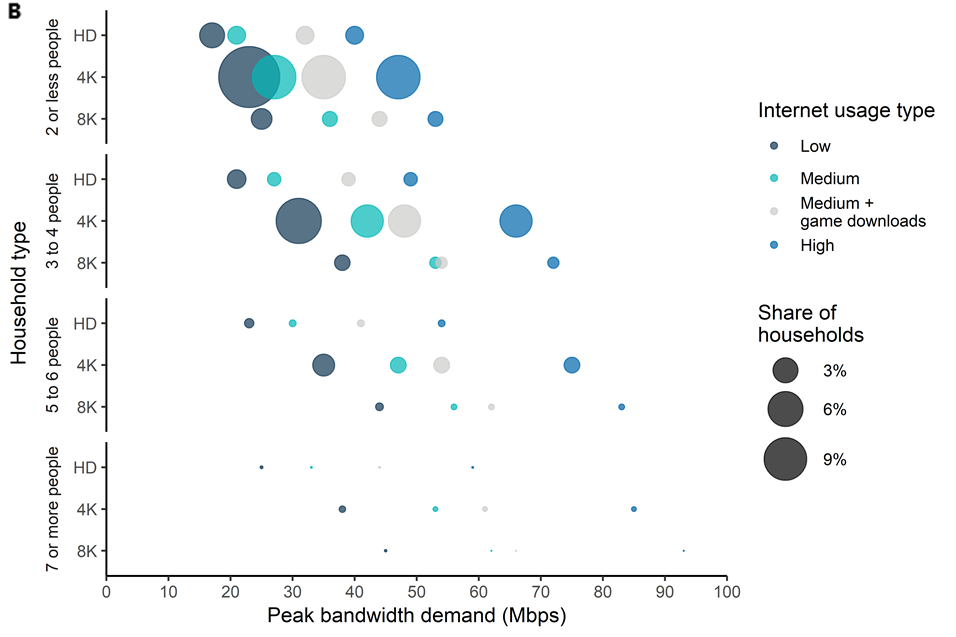 B
Household type
2 or less people
HD
4K
8K
3 to 4 people
HD
4K
8K
5 to 6 people
HD
4K
8K
7 or more people
HD
4K
8K
0 10 20 30 40 50 60 70 80 90 100
Peak bandwidth demand (Mbps)
Internet usage type
Low
Medium
Medium +
game downloads
High
Share of
households
3%
6%
9%